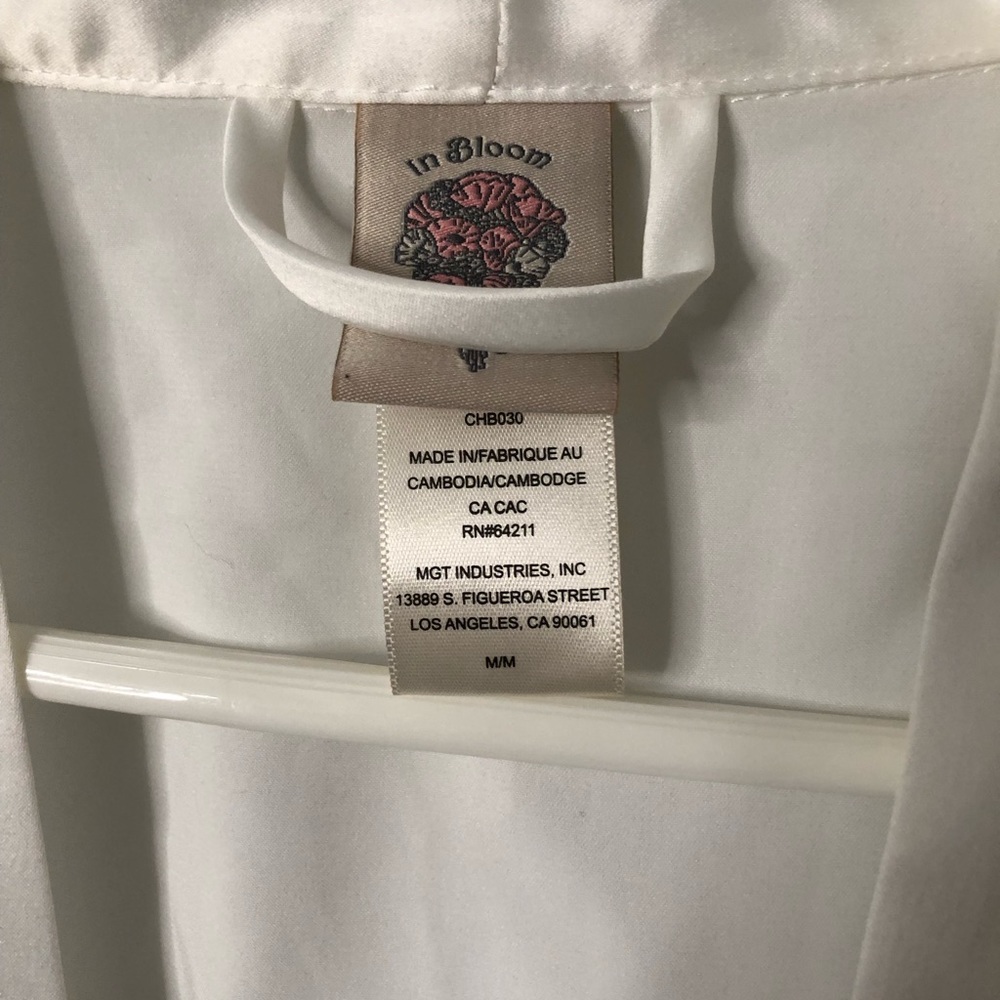 In Bloom
CHB030
MADE IN/FABRIQUE AU
CAMBODIA/CAMBODGE
CA CAC
RN#64211
MGT INDUSTRIES, INC
13889 S. FIGUEROA STREET
LOS ANGELES, CA 90061
M/M